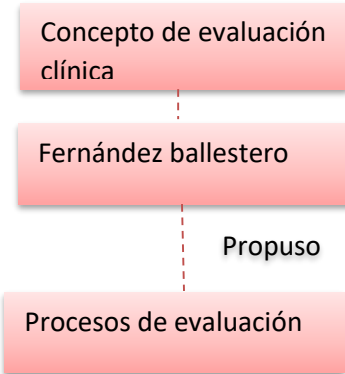 Concepto de evaluación
clínica
Fernández ballestero
Propuso
Procesos de evaluación